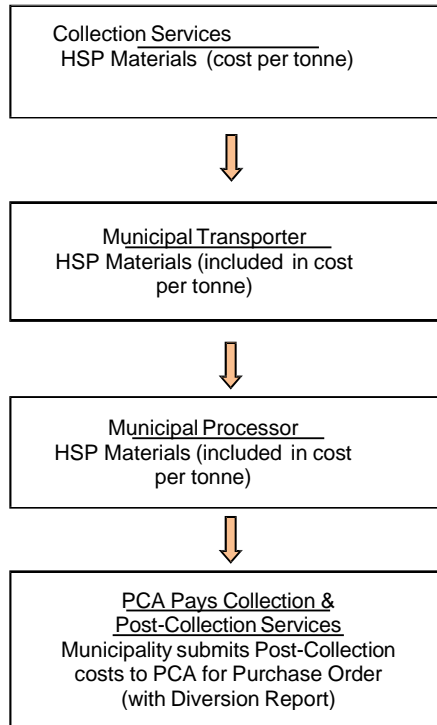 Collection Services
HSP Materials (cost per tonne)
Municipal Transporter
HSP Materials (included in cost
per tonne)
Municipal Processor
HSP Materials (included in cost
per tonne)
PCA Pays Collection &
Post-Collection Services
Municipality submits Post-Collection
costs to PCA for Purchase Order
(with Diversion Report)